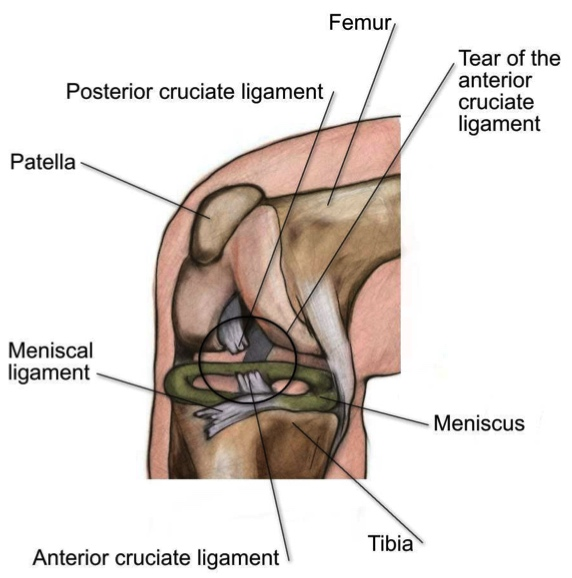 Femur
Tear of the
anterior
cruciate
ligament
Posterior cruciate ligament
Patella
Meniscal
ligament
Meniscus
Tibia
Anterior cruciate ligament